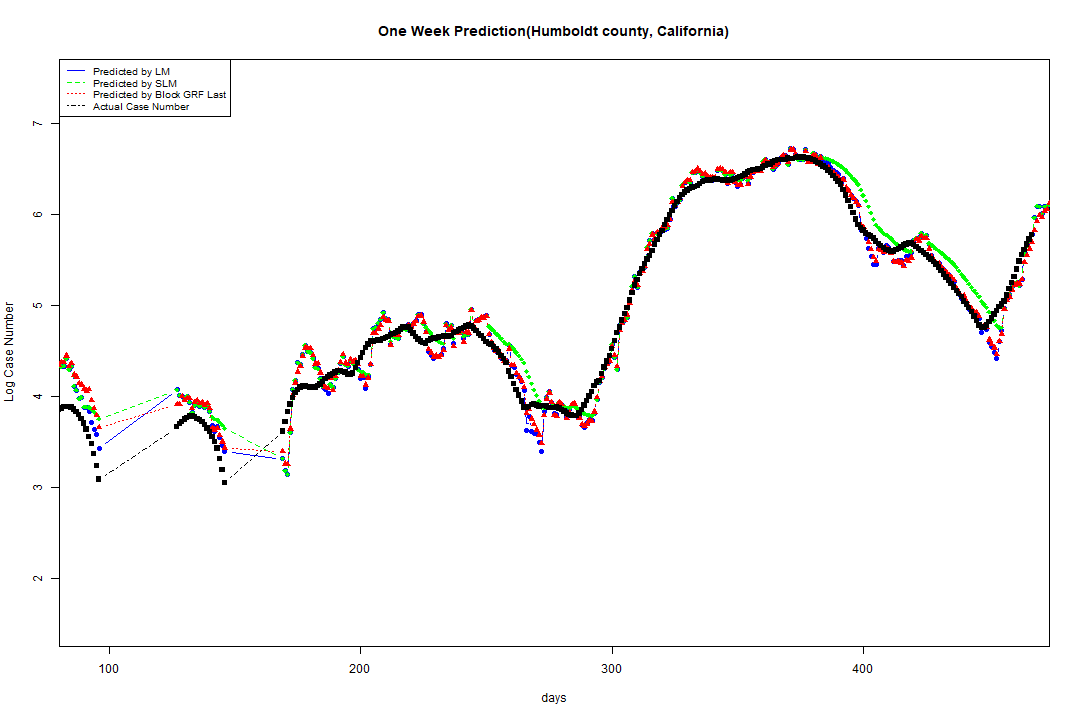 One Week Prediction(Humboldt county, California)
Predicted by LM
Predicted by SLM
Predicted by Block GRF Last
Actual Case Number
Log Case Number
7
6
5
4
3
2
100
200
300
400
days